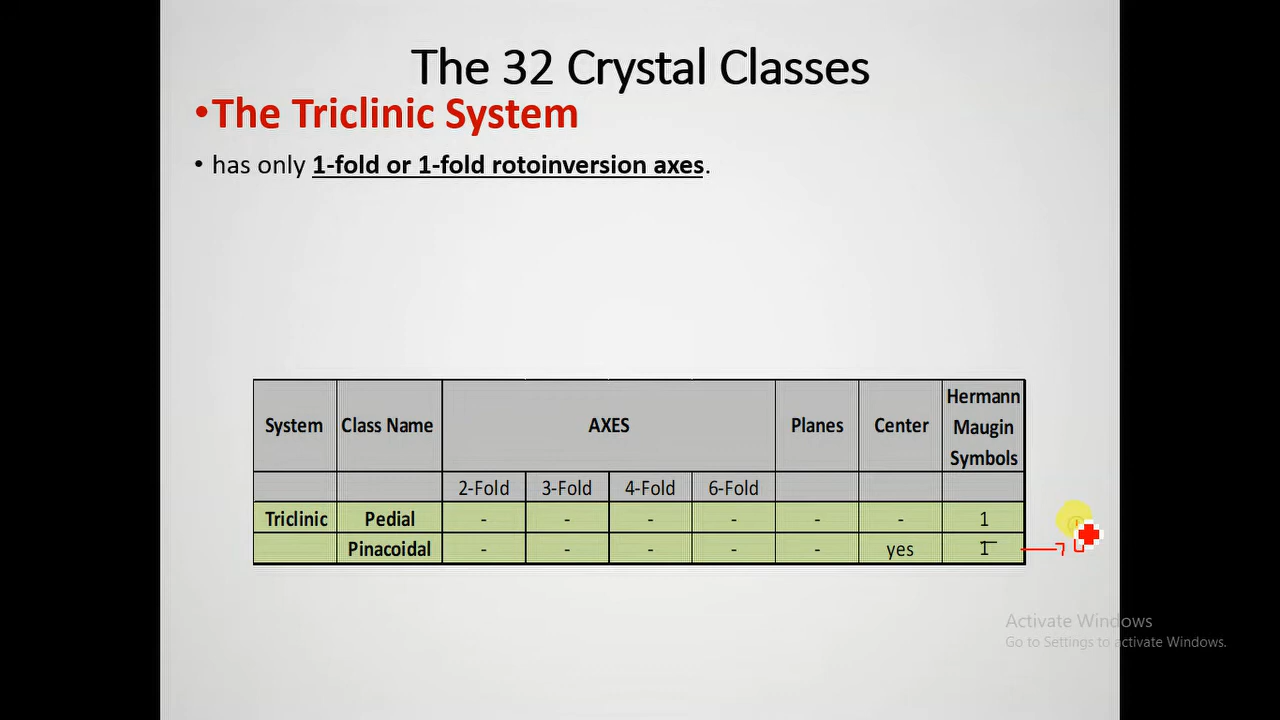 The 32 Crystal Classes
•The Triclinic System
• has only 1-fold or 1-fold rotoinversion axes.
System Class Name AXES Planes Center Hermann Maugin Symbols
2-Fold 3-Fold 4-Fold 6-Fold
Triclinic Pedial - - - - - - 1
Pinacoidal - - - - - yes 1̅
Activate Windows
Go to Settings to activate Windows.